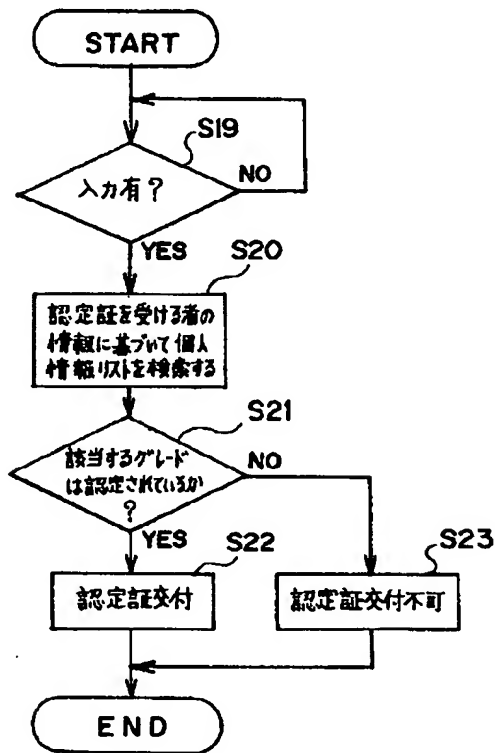 START
S19
入力有?
NO
YES
S20
認定証を受ける者の
情報に基づいて個人
情報リストを検索する
S21
該当するグレード
は認定されているか
?
NO
YES
S22
S23
認定証交付
認定証交付不可
END